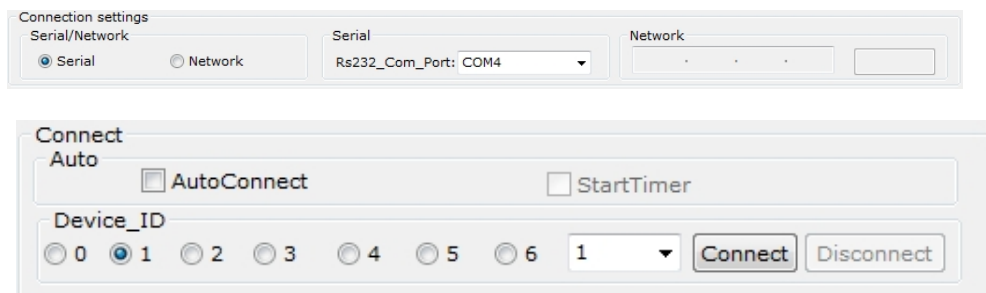 Connection settings
Serial/Network Serial Network
Serial Network Rs232_Com_Port: COM4 . . .
Connect
Auto
AutoConnect StartTimer
Device_ID
0 1 2 3 4 5 6 1 Connect Disconnect